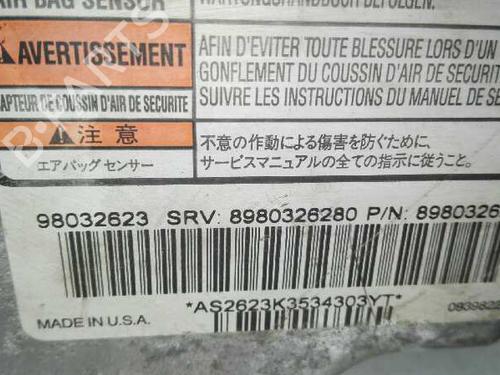 AIR BAG SENSOR
WARTUNGSHANDBUCH BEFOLGEN.
AVERTISSEMENT
CAPTEUR DE COUSSIN D'AIR DE SECURITE
AFIN D'EVITER TOUTE BLESSURE LORS D'UN
GONFLEMENT DU COUSSIN D'AIR DE SECURITE
SUIVRE LES INSTRUCTIONS DU MANUEL DE
注意
エアバッグ センサー
不意の作動による傷害を防ぐために、
サービスマニュアルの全ての指示に従うこと。
98032623 SRV: 8980326280 P/N: 8980326
*AS2623K3534303YT*
MADE IN U.S.A.
B-PARTS